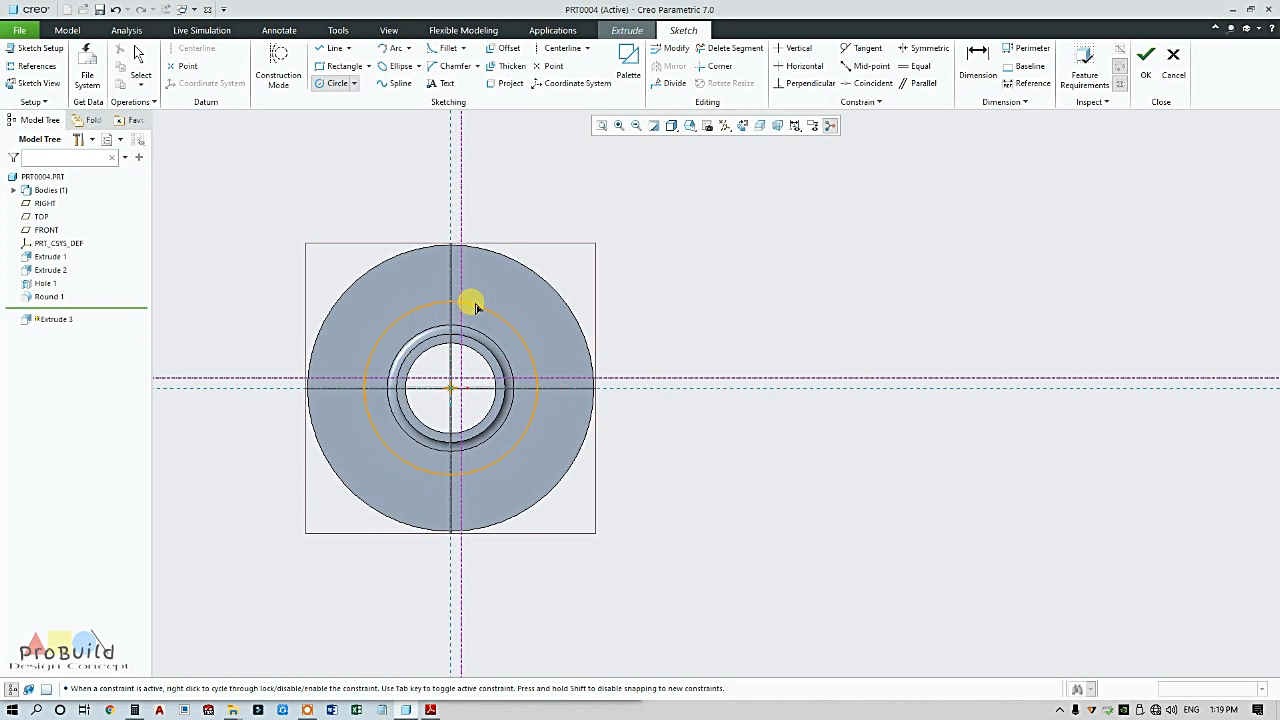 creo PRT0004 (Active) - Creo Parametric 7.0
File Model Analysis Live Simulation Annotate Tools View Flexible Modeling Applications Extrude Sketch
Sketch Setup Centerline Line Arc Fillet Offset Centerline Modify Delete Segment Vertical Tangent Symmetric Perimeter
References Point Rectangle Ellipse Chamfer Thicken Point Mirror Corner Horizontal Mid-point Equal Baseline
Sketch View File System Select Coordinate System Construction Mode Circle Spline Text Project Coordinate System Palette Divide Rotate Resize Perpendicular Coincident Parallel Dimension Reference Feature Requirements OK Cancel
Setup Get Data Operations Datum Sketching Editing Constrain Dimension Inspect Close
Model Tree Fold Favo
Model Tree
PRT0004.PRT
Bodies (1)
RIGHT
TOP
FRONT
PRT_CSYS_DEF
Extrude 1
Extrude 2
Hole 1
Round 1
Extrude 3
ProBuild
Design Concept
When a constraint is active, right click to cycle through lock/disable/enable the constraint. Use Tab key to toggle active constraint. Press and hold Shift to disable snapping to new constraints.
ENG 1:19 PM